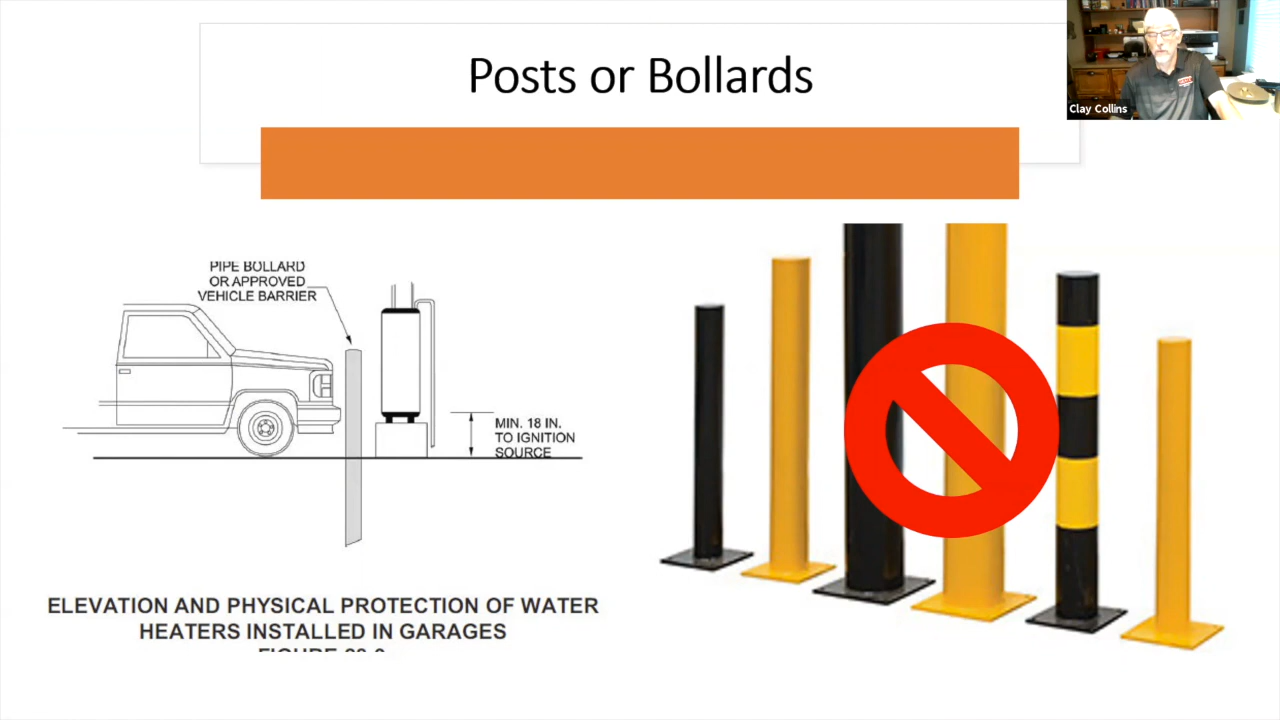 Posts or Bollards
Clay Collins
PIPE BOLLARD
OR APPROVED
VEHICLE BARRIER
MIN. 18 IN.
TO IGNITION
SOURCE
ELEVATION AND PHYSICAL PROTECTION OF WATER
HEATERS INSTALLED IN GARAGES